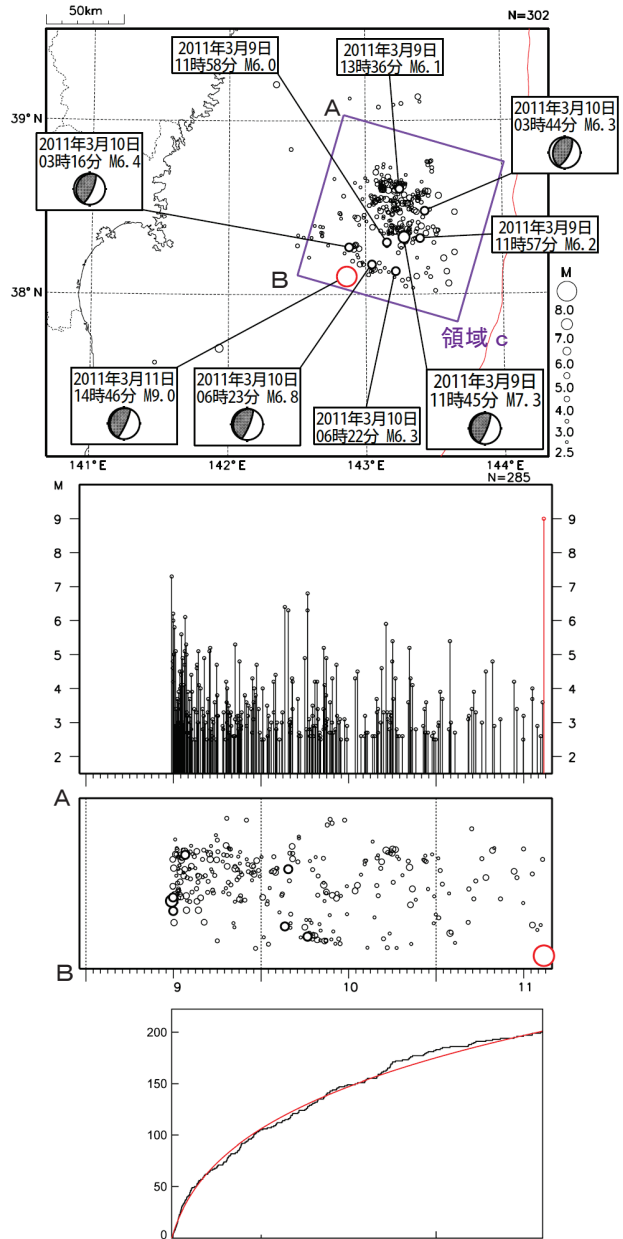 50km
N=302
2011年3月9日
11時58分 M6.0
2011年3月9日
13時36分 M6.1
A
39°N
2011年3月10日
03時44分 M6.3
2011年3月10日
03時16分 M6.4
2011年3月9日
11時57分 M6.2
B
38°N
領域c
M
8.0
7.0
6.0
5.0
4.0
3.0
2.5
2011年3月11日
14時46分 M9.0
2011年3月10日
06時23分 M6.8
2011年3月10日
06時22分 M6.3
2011年3月9日
11時45分 M7.3
141°E
142°E
143°E
144°E
N=285
M
9
9
8
8
7
7
6
6
5
5
4
4
3
3
2
2
A
B
9
10
11
200
150
100
50
0